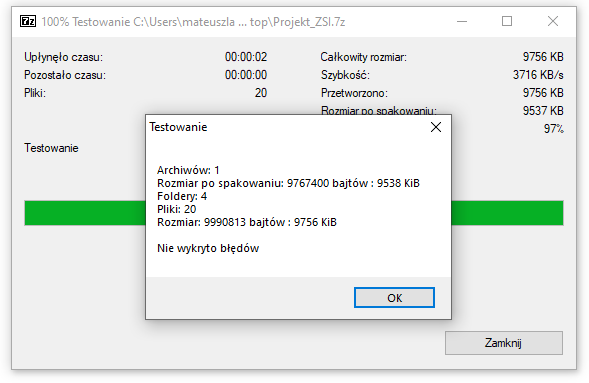 7z 100% Testowanie C:\Users\mateuszla ... top\Projekt_ZSI.7z
Upłynęło czasu: 00:00:02 Całkowity rozmiar: 9756 KB
Pozostało czasu: 00:00:00 Szybkość: 3716 KB/s
Pliki: 20 Przetworzono: 9756 KB
Rozmiar po spakowaniu: 9537 KB
97%
Testowanie
Testowanie
Archiwów: 1
Rozmiar po spakowaniu: 9767400 bajtów : 9538 KiB
Foldery: 4
Pliki: 20
Rozmiar: 9990813 bajtów : 9756 KiB
Nie wykryto błędów
OK
Zamknij